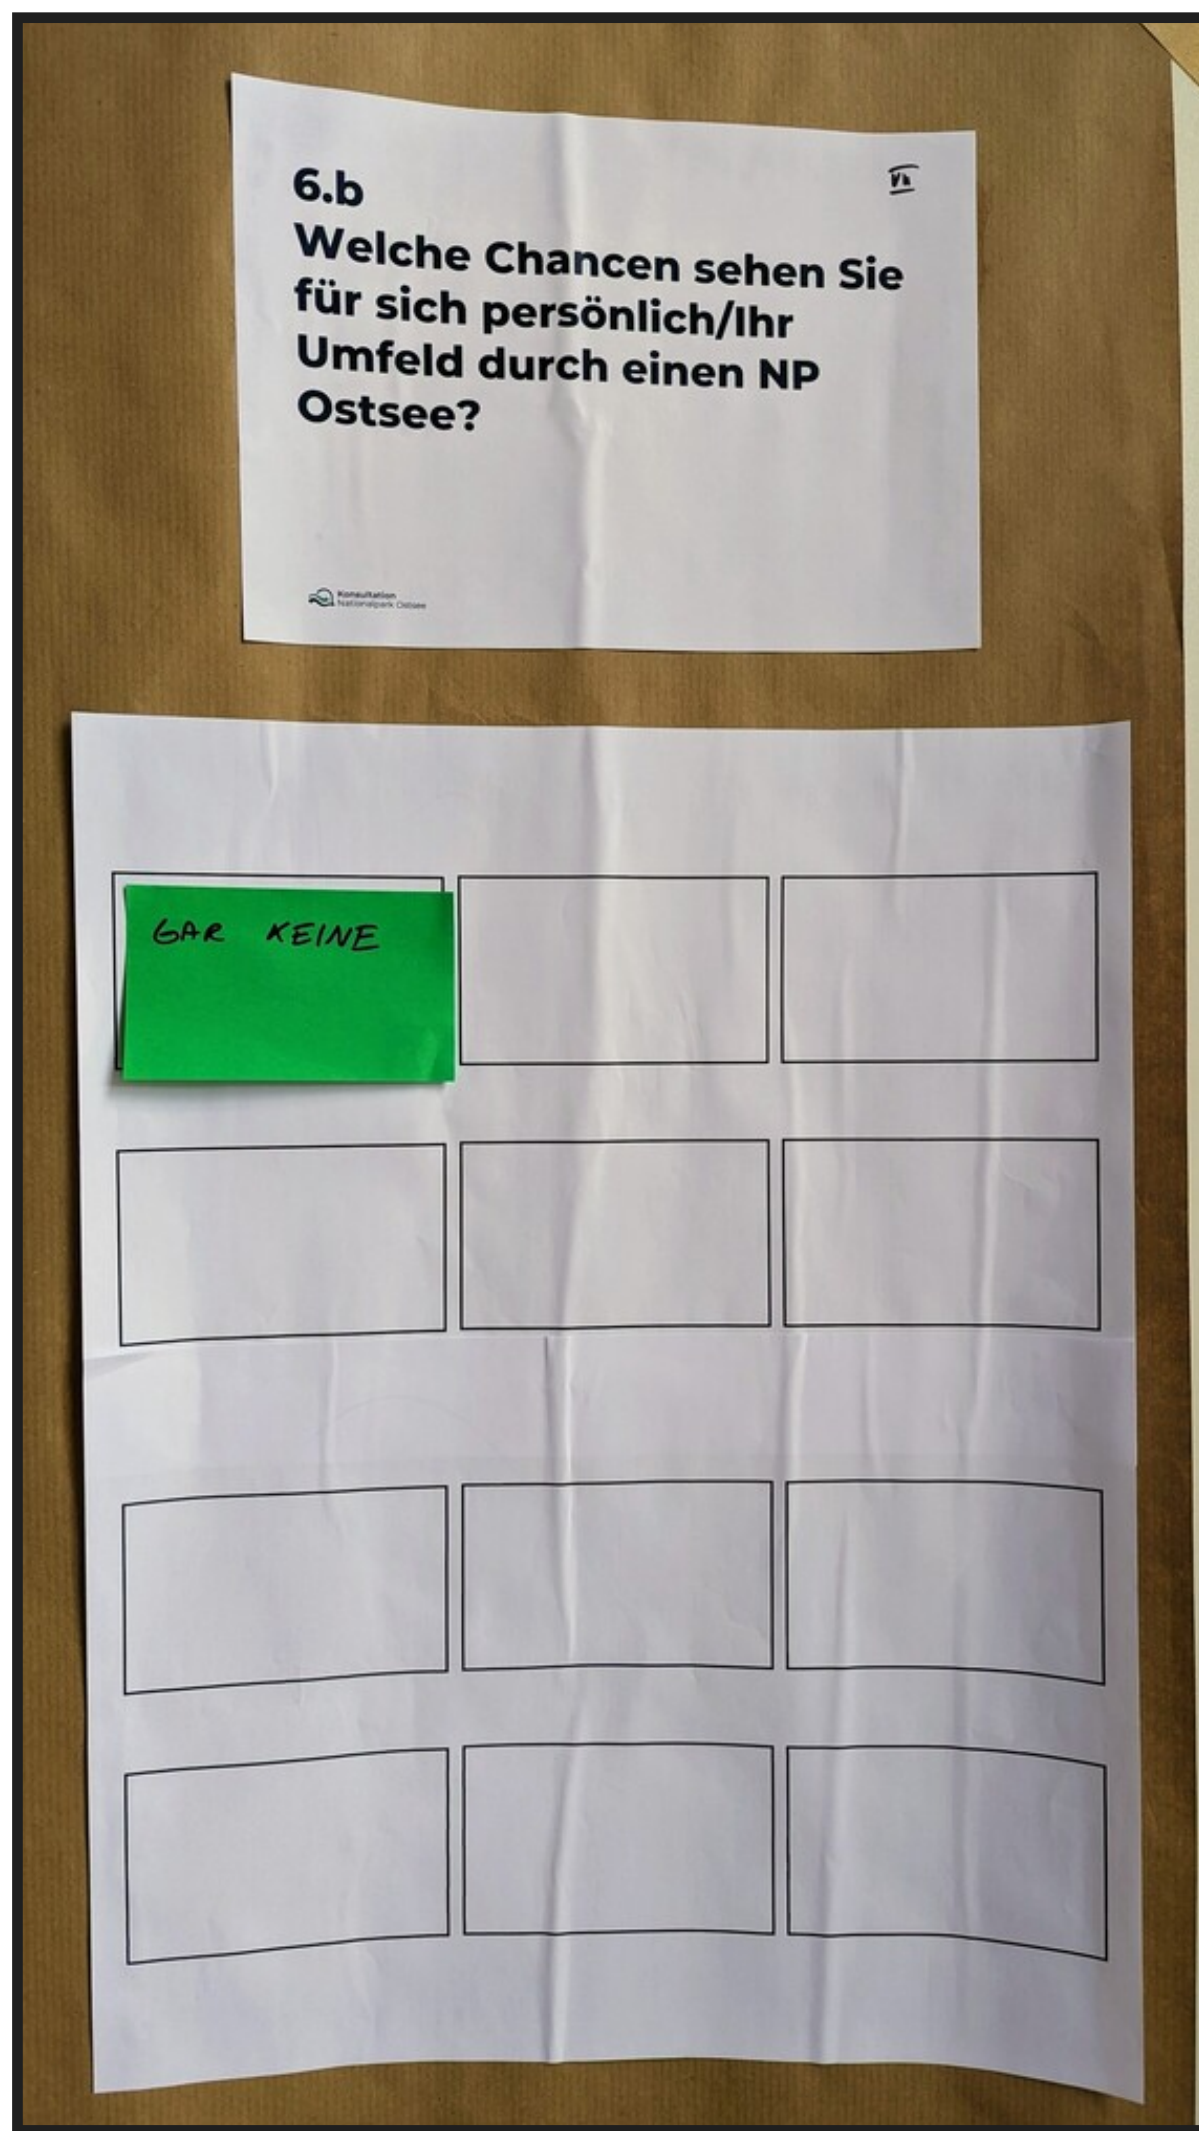 6.b
Welche Chancen sehen Sie
für sich persönlich/Ihr
Umfeld durch einen NP
Ostsee?
Konsultation
Nationalpark Ostsee
GAR KEINE